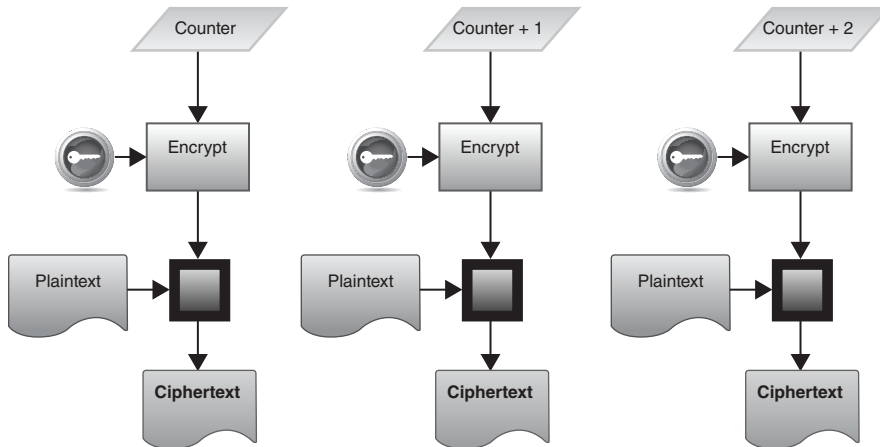 Counter
Counter + 1
Counter + 2
Encrypt
Encrypt
Encrypt
Plaintext
Plaintext
Plaintext
Ciphertext
Ciphertext
Ciphertext